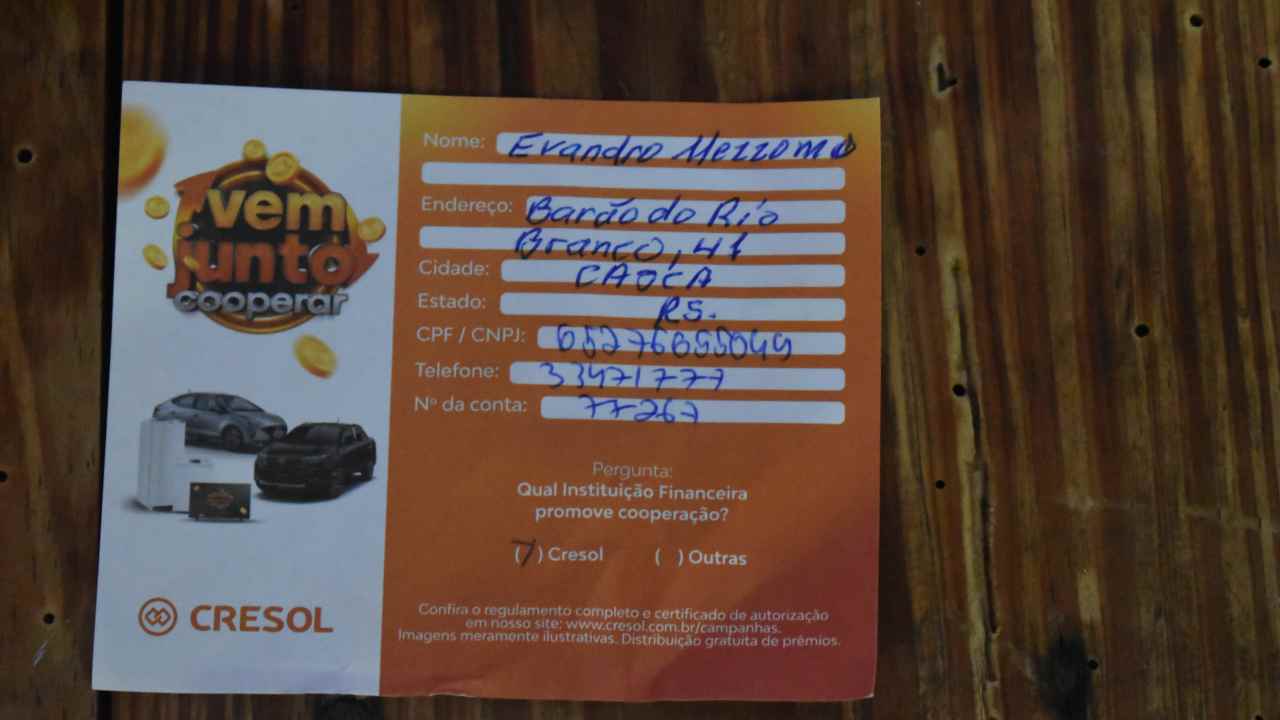 vem
junto
cooperar
CRESOL
Nome: Evandro Mezzomo
Endereço: Barão do Rio
Branco, 41
Cidade: CAOCA
Estado: RS.
CPF / CNPJ: 65276655049
Telefone: 33471777
Nº da conta: 77267
Pergunta:
Qual Instituição Financeira
promove cooperação?
(7) Cresol ( ) Outras
Confira o regulamento completo e certificado de autorização
em nosso site: www.cresol.com.br/campanhas.
Imagens meramente ilustrativas. Distribuição gratuita de prêmios.